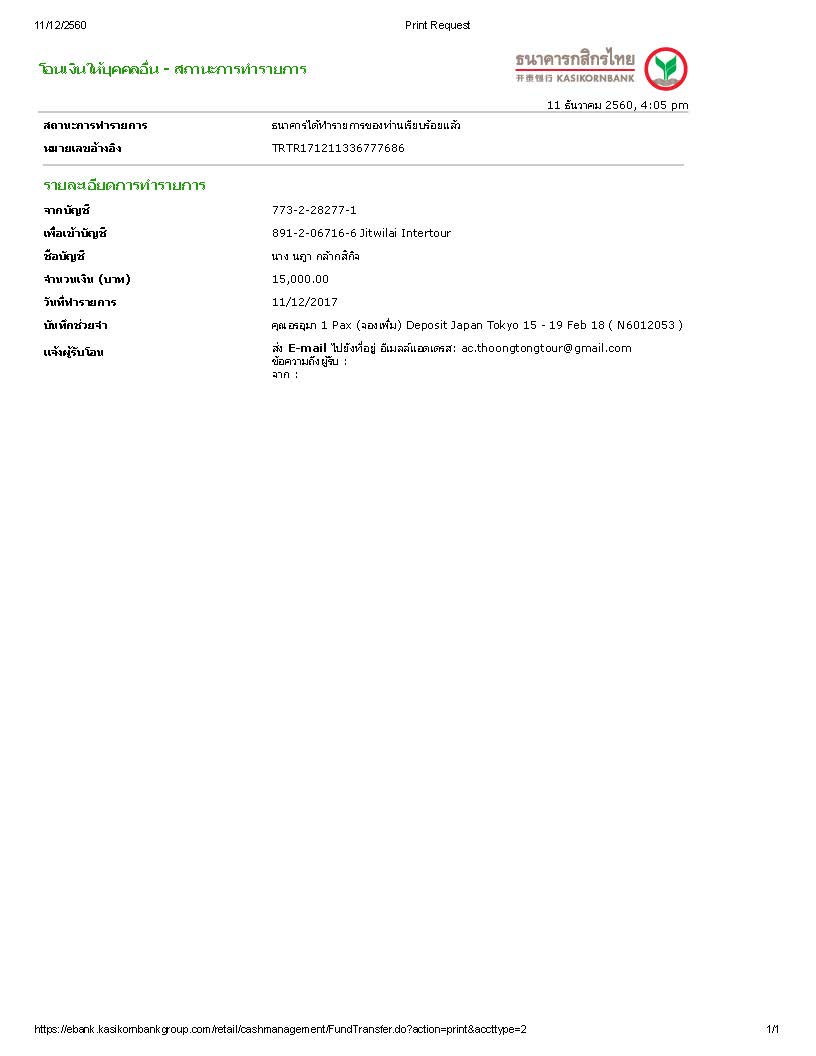 11/12/2560 Print Request
โอนเงินให้บุคคลอื่น - สถานะการทำรายการ
ธนาคารกสิกรไทย
开泰银行 KASIKORNBANK
11 ธันวาคม 2560, 4:05 pm
สถานะการทำรายการ ธนาคารได้ทำรายการของท่านเรียบร้อยแล้ว
หมายเลขอ้างอิง TRTR171211336777686
รายละเอียดการทำรายการ
จากบัญชี 773-2-28277-1
เพื่อเข้าบัญชี 891-2-06716-6 Jitwilai Intertour
ชื่อบัญชี นาง นฎา กล้ากสิกิจ
จำนวนเงิน (บาท) 15,000.00
วันที่ทำรายการ 11/12/2017
บันทึกช่วยจำ คุณอรอุมา 1 Pax (จองเพิ่ม) Deposit Japan Tokyo 15 - 19 Feb 18 ( N6012053 )
แจ้งผู้รับโอน ส่ง E-mail ไปยังที่อยู่ อีเมลล์แอดเดรส: ac.thoongtongtour@gmail.com
ข้อความถึงผู้รับ :
จาก :
https://ebank.kasikornbankgroup.com/retail/cashmanagement/FundTransfer.do?action=print&accttype=2 1/1